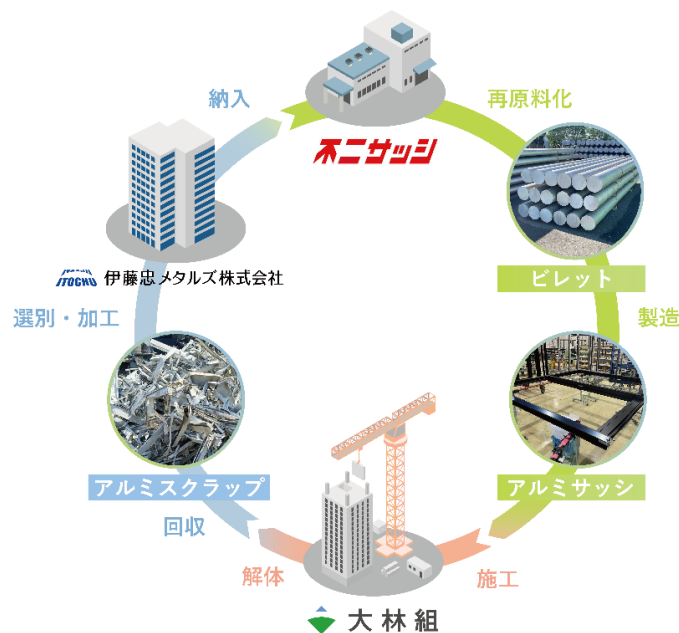 納入
再原料化
不二サッシ
ITOCHU 伊藤忠メタルズ株式会社
ビレット
選別・加工
製造
アルミスクラップ
アルミサッシ
回収
解体
施工
大林組